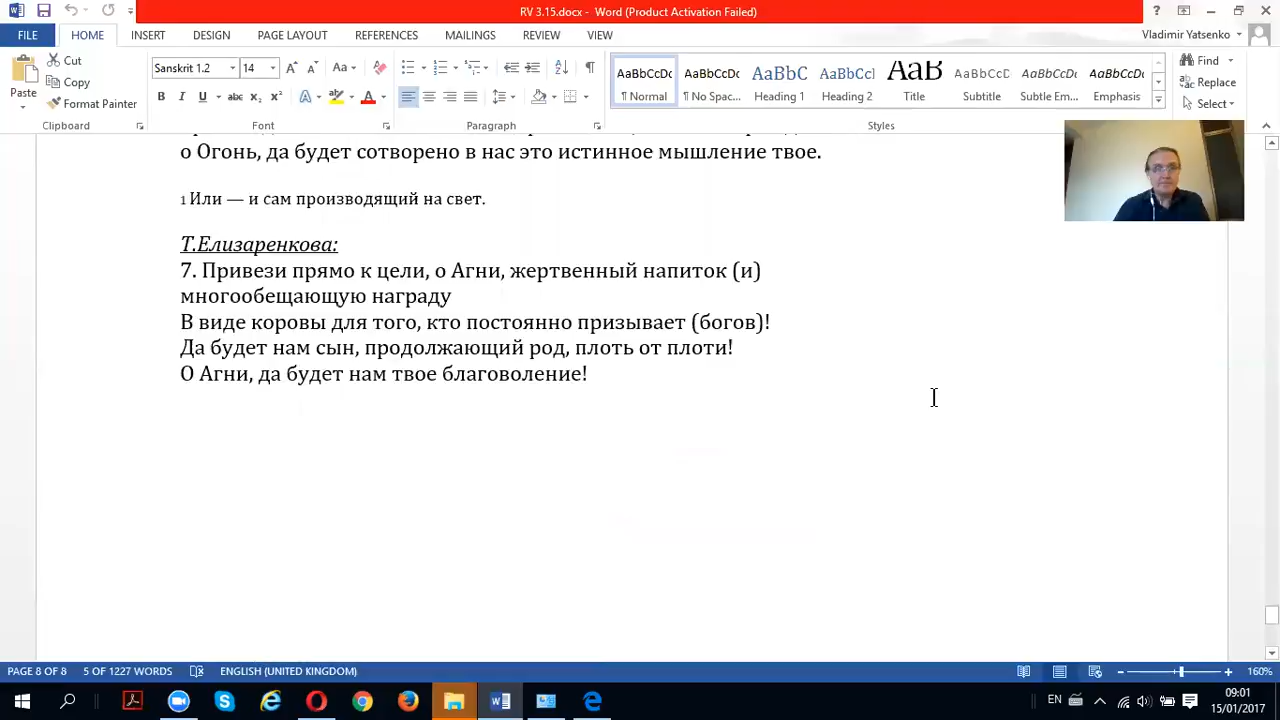 RV 3.15.docx - Word (Product Activation Failed)
FILE HOME INSERT DESIGN PAGE LAYOUT REFERENCES MAILINGS REVIEW VIEW Vladimir Yatsenko
Cut
Copy
Format Painter
Paste
Sanskrit 1.2 14
AaBbCcDc AaBbCcDc AaBbC AaBbCcI AaB AaBbCcD AaBbCcDc AaBbCcDc
¶ Normal ¶ No Spac... Heading 1 Heading 2 Title Subtitle Subtle Em... Emphasis
Find
Replace
Select
Clipboard Font Paragraph Styles
о Огонь, да будет сотворено в нас это истинное мышление твое.
1 Или — и сам производящий на свет.
Т.Елизаренкова:
7. Привези прямо к цели, о Агни, жертвенный напиток (и)
многообещающую награду
В виде коровы для того, кто постоянно призывает (богов)!
Да будет нам сын, продолжающий род, плоть от плоти!
О Агни, да будет нам твое благоволение!
PAGE 8 OF 8 5 OF 1227 WORDS ENGLISH (UNITED KINGDOM) 160%
EN 09:01
15/01/2017